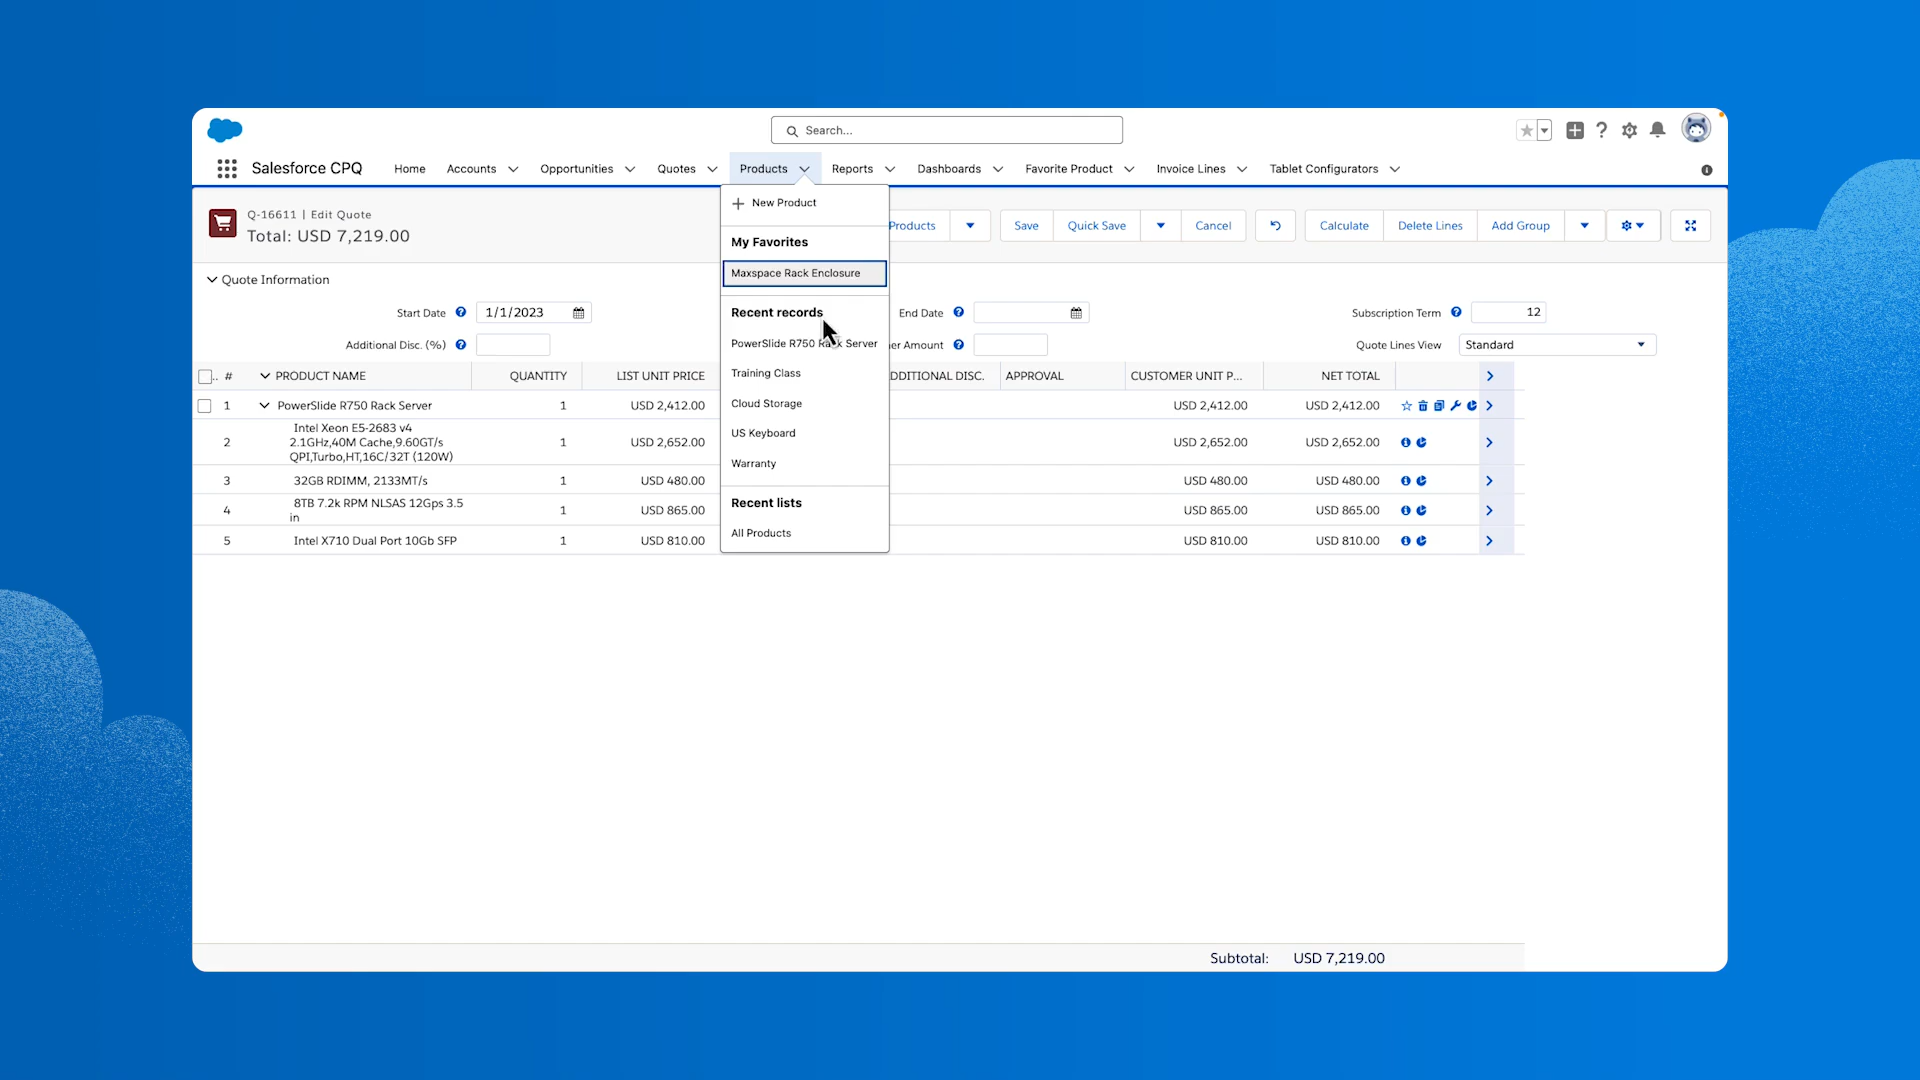 Search...
Salesforce CPQ
Home
Accounts
Opportunities
Quotes
Products
Reports
Dashboards
Favorite Product
Invoice Lines
Tablet Configurators
Q-16611 | Edit Quote
Total: USD 7,219.00
Products
Save
Quick Save
Cancel
Calculate
Delete Lines
Add Group
New Product
My Favorites
Maxspace Rack Enclosure
Recent records
PowerSlide R750 Rack Server
Training Class
Cloud Storage
US Keyboard
Warranty
Recent lists
All Products
Quote Information
Start Date
1/1/2023
End Date
Subscription Term
12
Additional Disc. (%)
er Amount
Quote Lines View
Standard
# PRODUCT NAME QUANTITY LIST UNIT PRICE DDITIONAL DISC. APPROVAL CUSTOMER UNIT P... NET TOTAL
1 PowerSlide R750 Rack Server 1 USD 2,412.00 USD 2,412.00 USD 2,412.00
Intel Xeon E5-2683 v4
2 2.1GHz,40M Cache,9.60GT/s 1 USD 2,652.00 USD 2,652.00 USD 2,652.00
QPI,Turbo,HT,16C/32T (120W)
3 32GB RDIMM, 2133MT/s 1 USD 480.00 USD 480.00 USD 480.00
8TB 7.2k RPM NLSAS 12Gps 3.5
4 in 1 USD 865.00 USD 865.00 USD 865.00
5 Intel X710 Dual Port 10Gb SFP 1 USD 810.00 USD 810.00 USD 810.00
Subtotal: USD 7,219.00